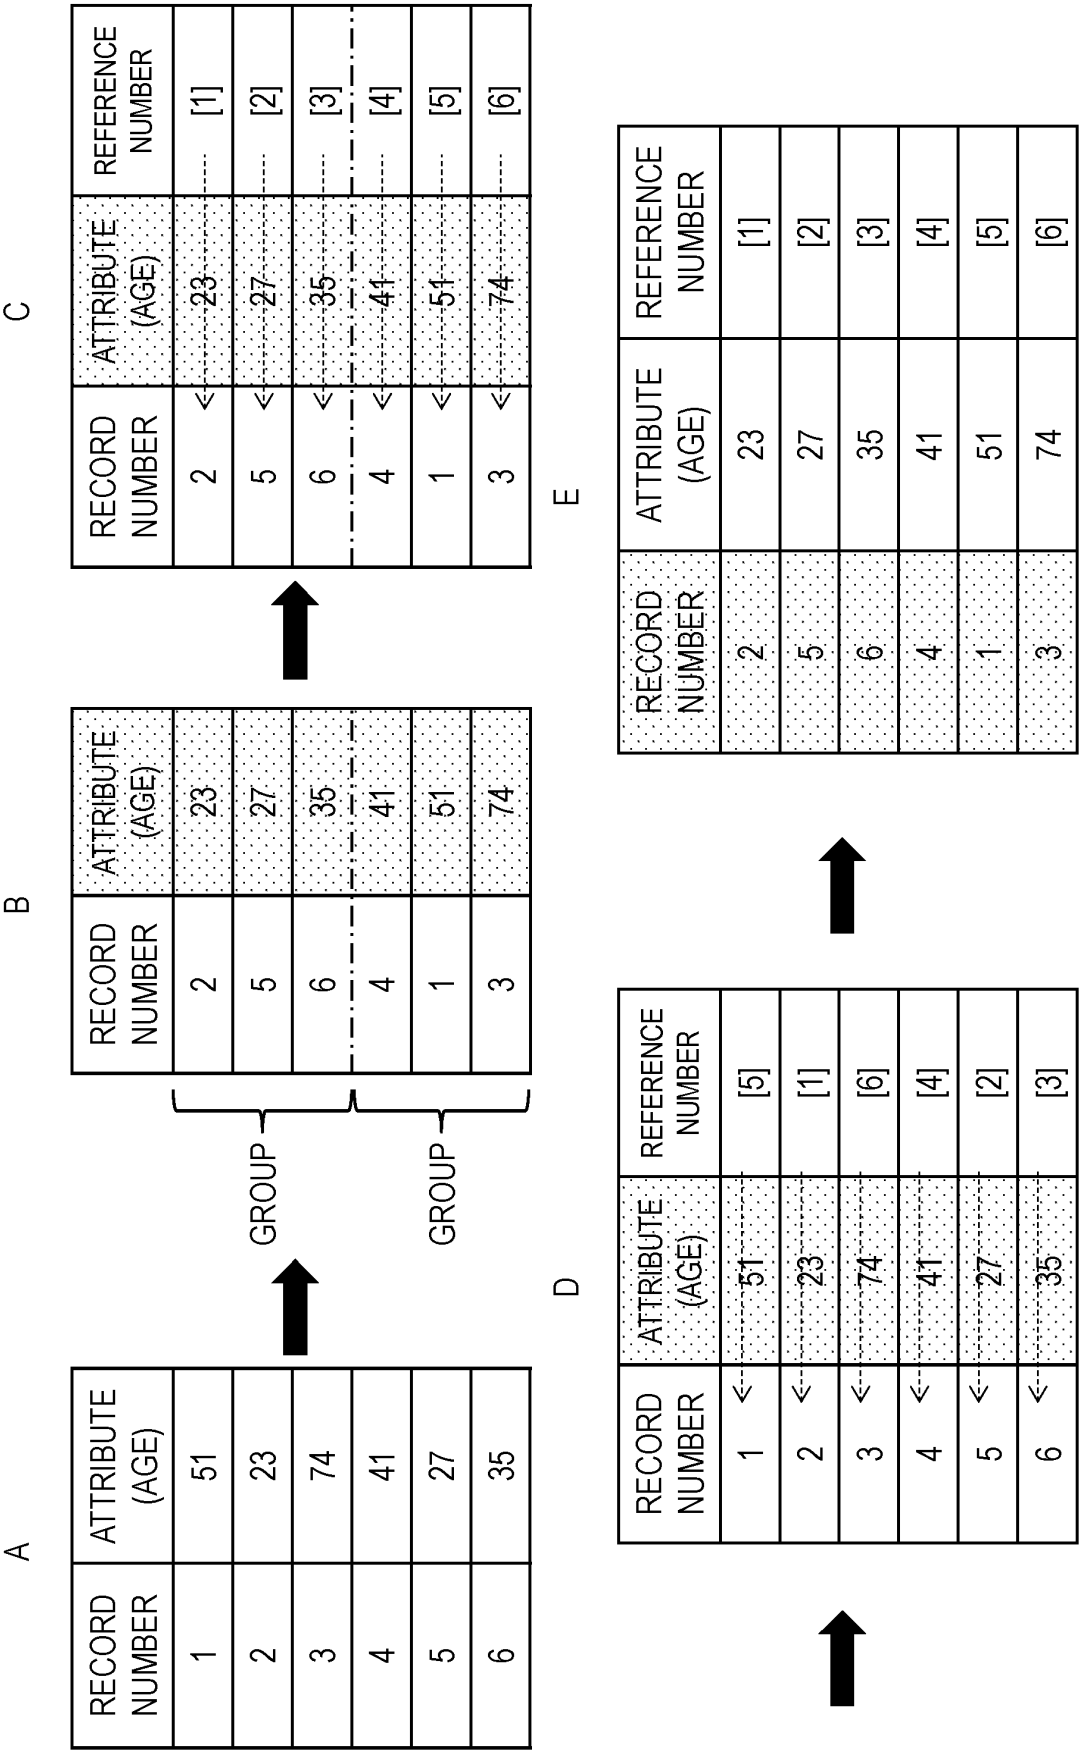 A
RECORD NUMBER ATTRIBUTE (AGE)
1 51
2 23
3 74
4 41
5 27
6 35
B
GROUP
GROUP
RECORD NUMBER ATTRIBUTE (AGE)
2 23
5 27
6 35
4 41
1 51
3 74
C
RECORD NUMBER ATTRIBUTE (AGE) REFERENCE NUMBER
2 23 [1]
5 27 [2]
6 35 [3]
4 41 [4]
1 51 [5]
3 74 [6]
D
RECORD NUMBER ATTRIBUTE (AGE) REFERENCE NUMBER
1 51 [5]
2 23 [1]
3 74 [6]
4 41 [4]
5 27 [2]
6 35 [3]
E
RECORD NUMBER ATTRIBUTE (AGE) REFERENCE NUMBER
2 23 [1]
5 27 [2]
6 35 [3]
4 41 [4]
1 51 [5]
3 74 [6]